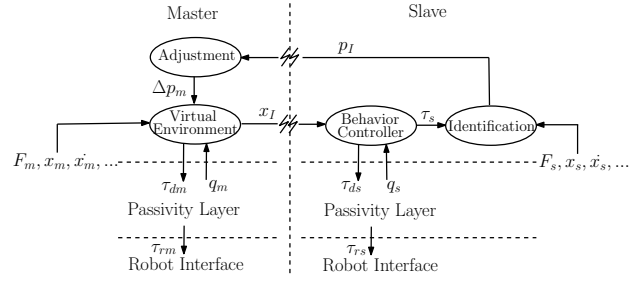 Master
Slave
Adjustment
p_I
Δp_m
Virtual
Environment
x_I
Behavior
Controller
τ_s
Identification
F_m, x_m, ẋ_m, ...
F_s, x_s, ẋ_s, ...
τ_dm
q_m
τ_ds
q_s
Passivity Layer
Passivity Layer
τ_rm
τ_rs
Robot Interface
Robot Interface